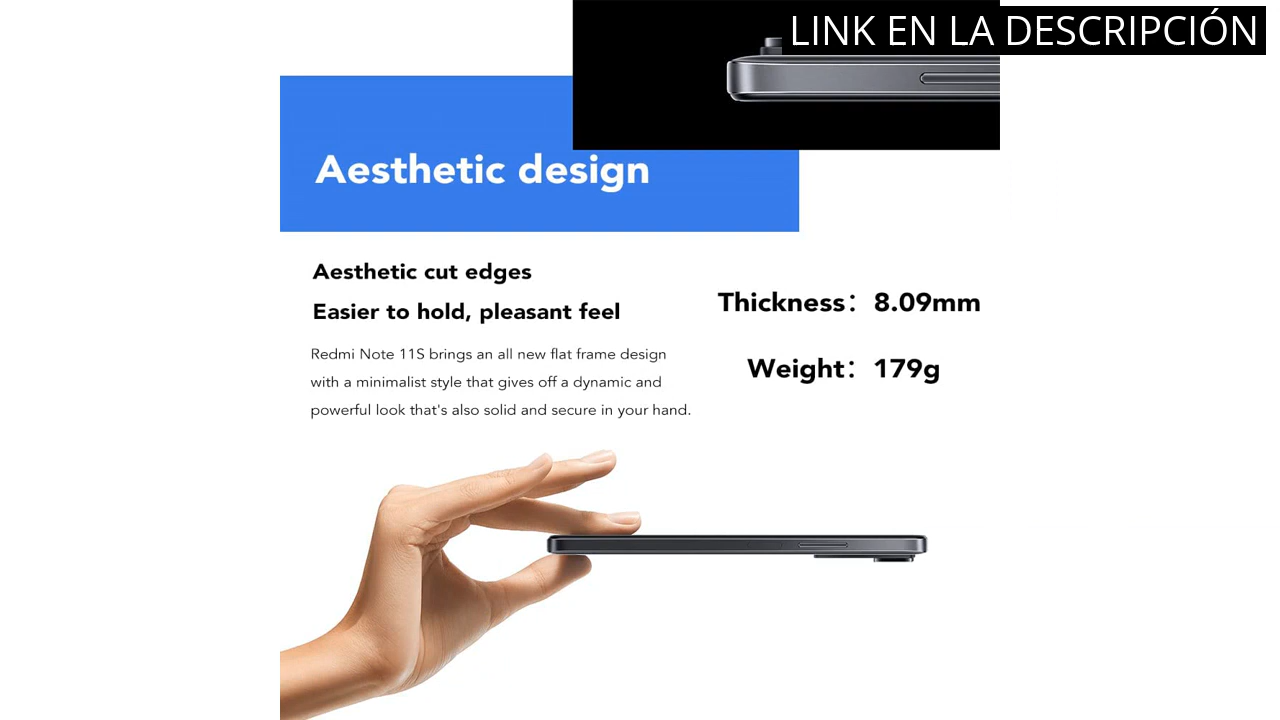 LINK EN LA DESCRIPCIÓN
Aesthetic design
Aesthetic cut edges
Easier to hold, pleasant feel
Redmi Note 11S brings an all new flat frame design
with a minimalist style that gives off a dynamic and
powerful look that's also solid and secure in your hand.
Thickness: 8.09mm
Weight: 179g